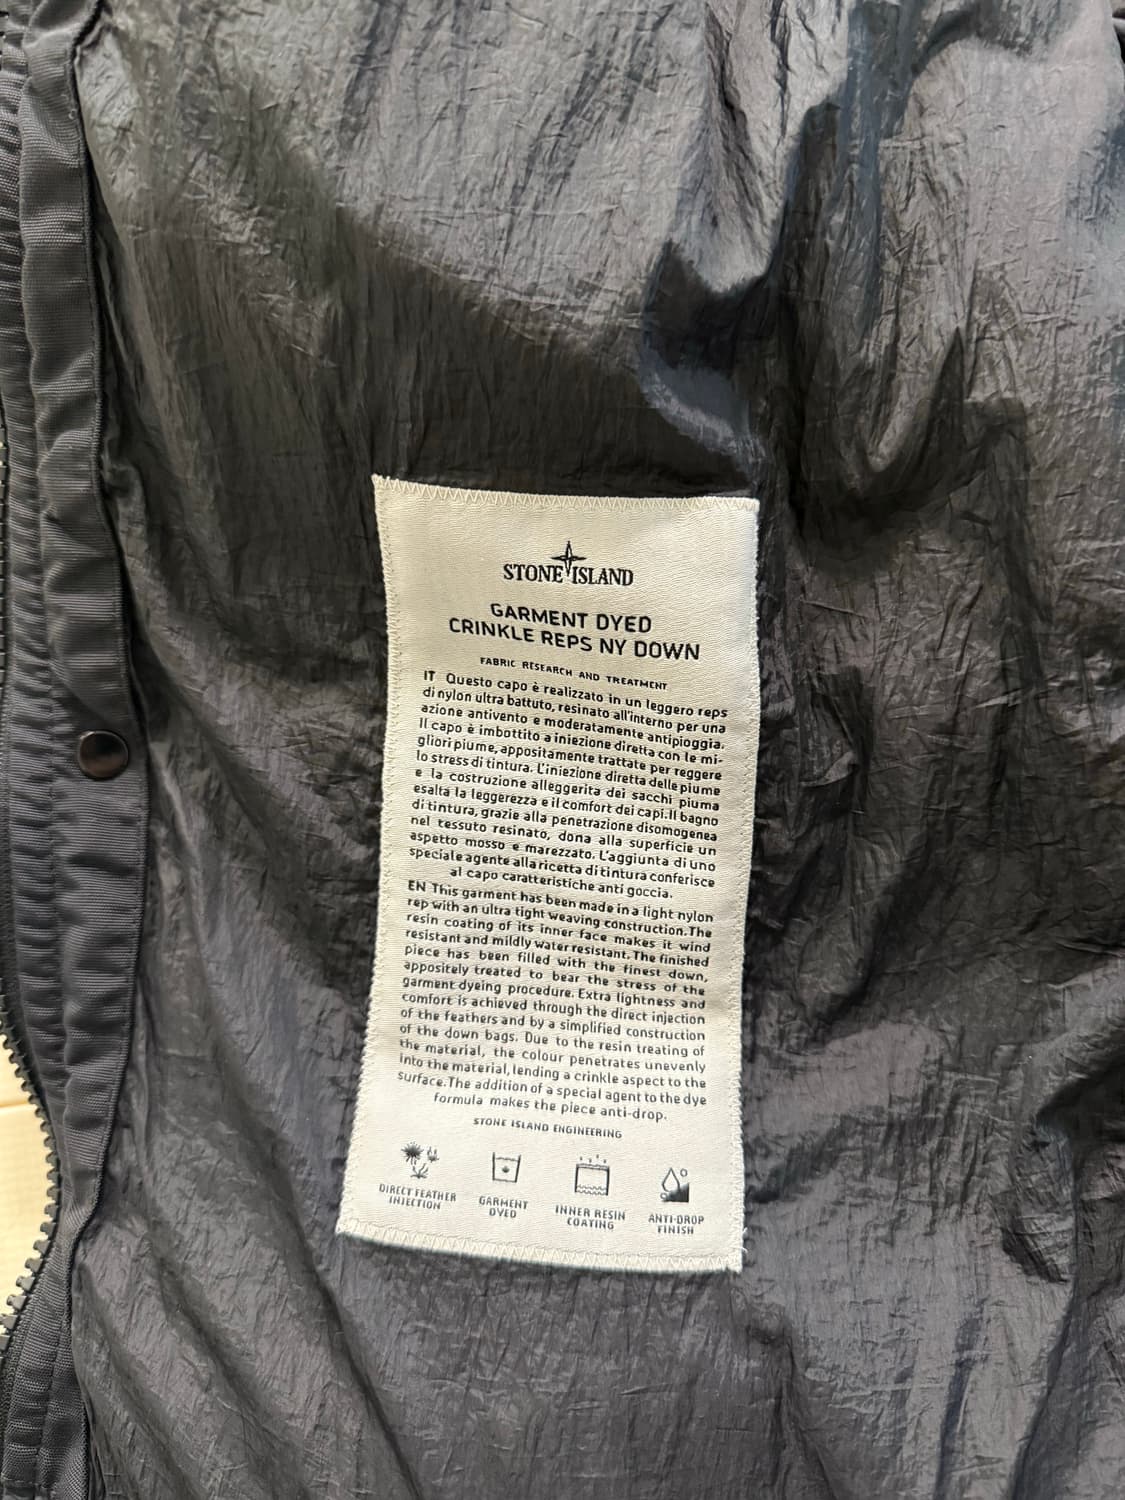 STONE ISLAND
GARMENT DYED
CRINKLE REPS NY DOWN
FABRIC RESEARCH AND TREATMENT
IT Questo capo è realizzato in un leggero reps
di nylon ultra battuto, resinato all'interno per una
azione antivento e moderatamente antipioggia.
Il capo è imbottito a iniezione diretta con le mi-
gliori piume, appositamente trattate per reggere
lo stress di tintura. L'iniezione diretta delle piume
e la costruzione alleggerita dei sacchi piuma
esalta la leggerezza e il comfort dei capi. Il bagno
di tintura, grazie alla penetrazione disomogenea
nel tessuto resinato, dona alla superficie un
aspetto mosso e marezzato. L'aggiunta di uno
speciale agente alla ricetta di tintura conferisce
al capo caratteristiche anti goccia.
EN This garment has been made in a light nylon
rep with an ultra tight weaving construction. The
resin coating of its inner face makes it wind
resistant and mildly water resistant. The finished
piece has been filled with the finest down,
appositely treated to bear the stress of the
garment dyeing procedure. Extra lightness and
comfort is achieved through the direct injection
of the feathers and by a simplified construction
of the down bags. Due to the resin treating of
the material, the colour penetrates unevenly
into the material, lending a crinkle aspect to the
surface. The addition of a special agent to the dye
formula makes the piece anti-drop.
STONE ISLAND ENGINEERING
DIRECT FEATHER
INJECTION
GARMENT
DYED
INNER RESIN
COATING
ANTI-DROP
FINISH